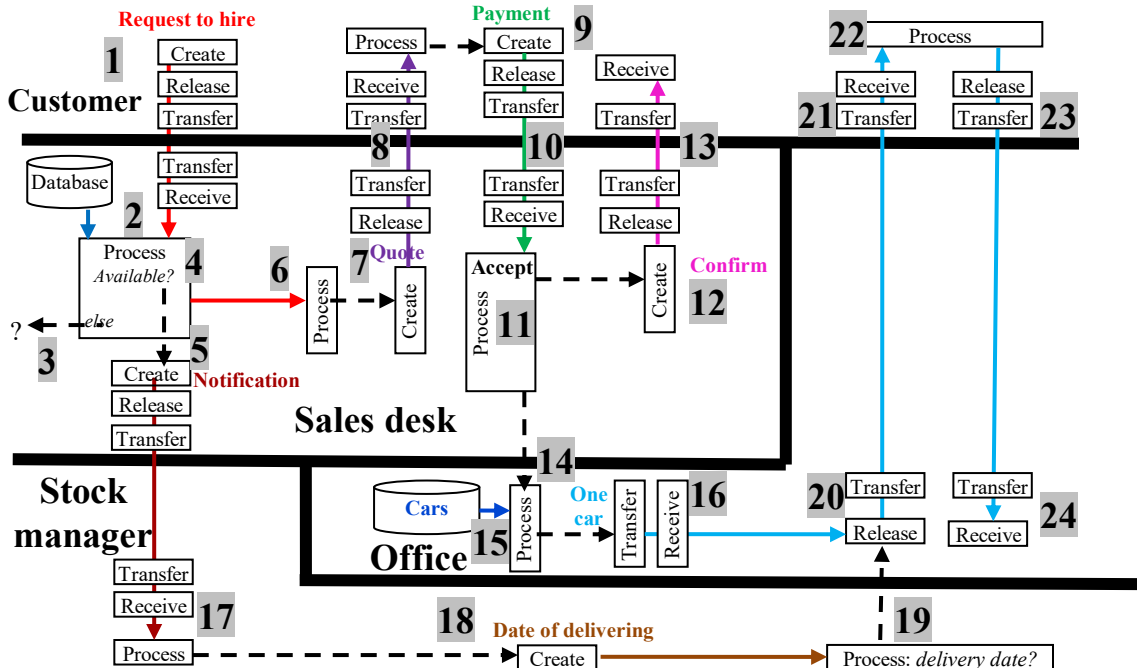 Request to hire
Create
1
Release
Customer
Transfer
Transfer
Receive
Database
2
Process
Available?
4
else
?
3
5
Create
Notification
Release
Transfer
6
Process
7
Quote
Create
Release
Transfer
8
Transfer
Receive
Process
Payment
9
Create
Release
Transfer
10
Transfer
Receive
Accept
Process
11
Confirm
12
Create
Release
Transfer
13
Transfer
Receive
Sales desk
14
Stock
manager
Cars
Office
15
Process
One
car
Transfer
Receive
16
20
Transfer
Release
21
Transfer
Receive
22
Process
Release
Transfer
23
Transfer
Receive
24
Transfer
Receive
17
Process
18
Date of delivering
Create
19
Process: delivery date?